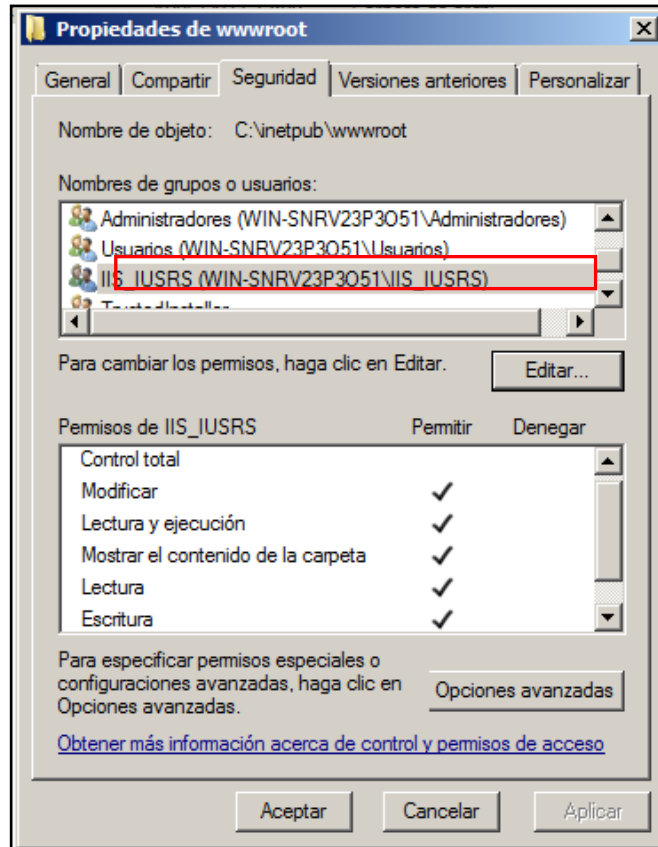 Propiedades de wwwroot
General Compartir Seguridad Versiones anteriores Personalizar
Nombre de objeto: C:\inetpub\wwwroot
Nombres de grupos o usuarios:
Administradores (WIN-SNRV23P3O51\Administradores)
Usuarios (WIN-SNRV23P3O51\Usuarios)
IIS_IUSRS (WIN-SNRV23P3O51\IIS_IUSRS)
TrustedInstaller
Para cambiar los permisos, haga clic en Editar. Editar...
Permisos de IIS_IUSRS Permitir Denegar
Control total
Modificar
Lectura y ejecución
Mostrar el contenido de la carpeta
Lectura
Escritura
Para especificar permisos especiales o
configuraciones avanzadas, haga clic en Opciones avanzadas
Opciones avanzadas.
Obtener más información acerca de control y permisos de acceso
Aceptar Cancelar Aplicar